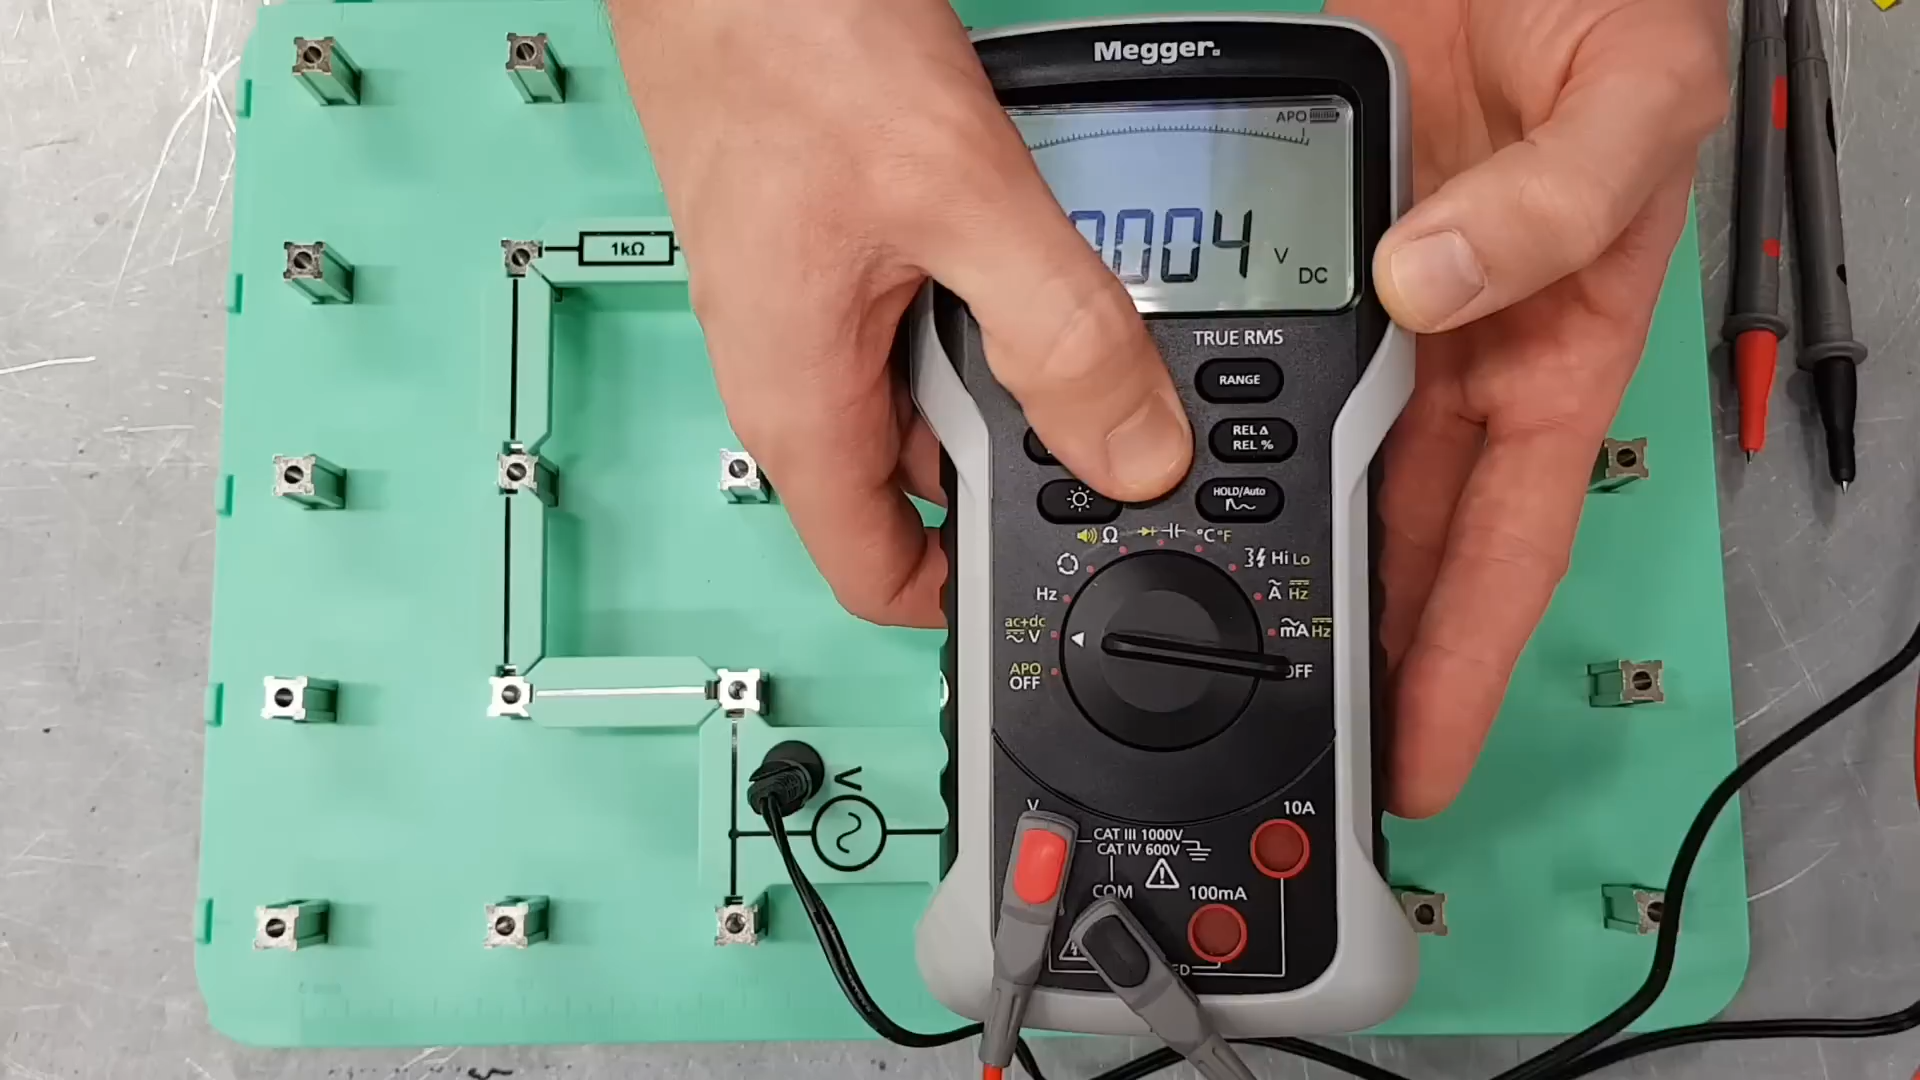 Megger.
APO
1kΩ
0004 V DC
TRUE RMS
RANGE
REL Δ
REL %
HOLD/Auto
Ω
°C°F
Hi Lo
Hz
A Hz
ac+dc
V
mA Hz
APO
OFF
OFF
V
V
10A
CAT III 1000V
CAT IV 600V
COM
100mA